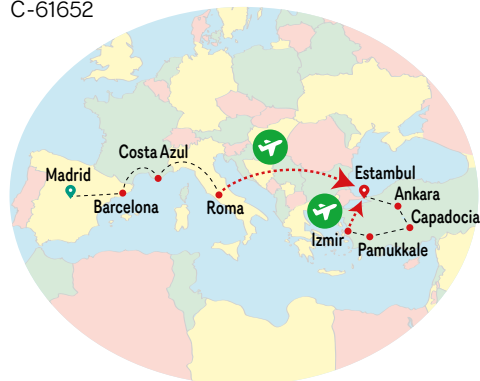 C-61652
Costa Azul
Madrid
Barcelona
Roma
Estambul
Ankara
Capadocia
Izmir
Pamukkale